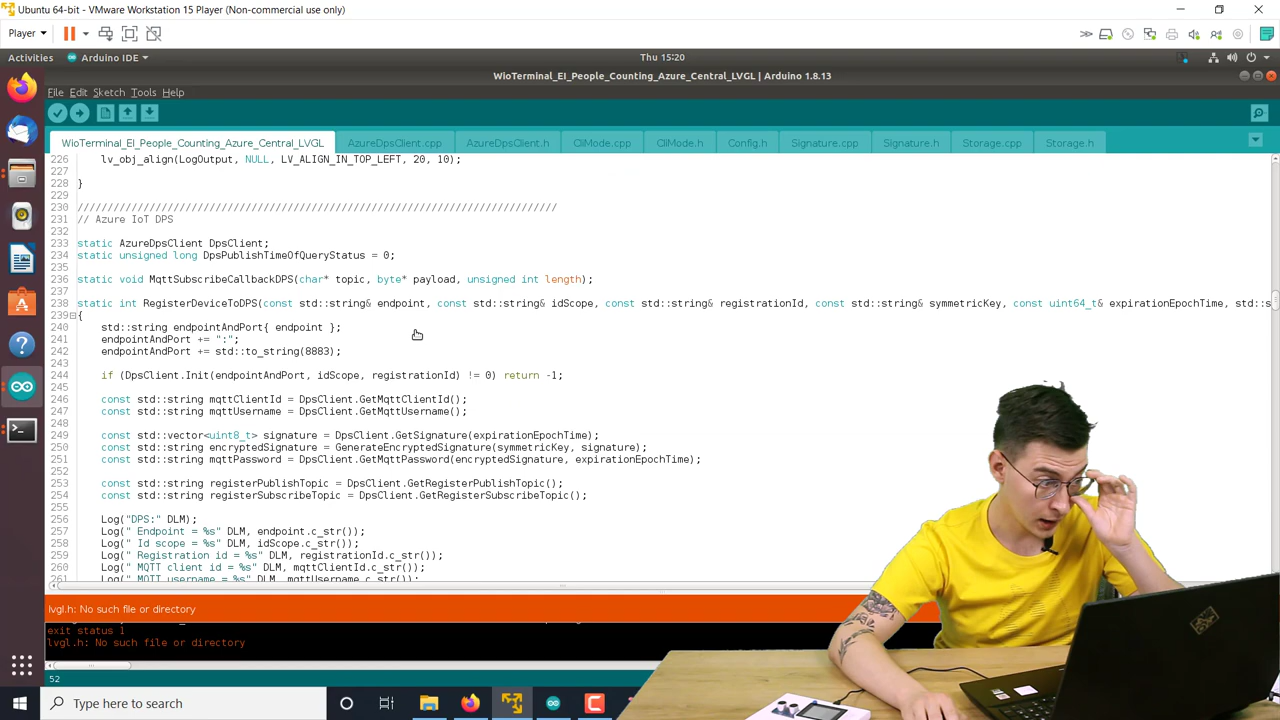 Ubuntu 64-bit - VMware Workstation 15 Player (Non-commercial use only)
Player
Activities
Arduino IDE
Thu 15:20
WioTerminal_EI_People_Counting_Azure_Central_LVGL | Arduino 1.8.13
File Edit Sketch Tools Help
WioTerminal_EI_People_Counting_Azure_Central_LVGL
AzureDpsClient.cpp
AzureDpsClient.h
CliMode.cpp
CliMode.h
Config.h
Signature.cpp
Signature.h
Storage.cpp
Storage.h
226 lv_obj_align(LogOutput, NULL, LV_ALIGN_IN_TOP_LEFT, 20, 10);
227
228 }
229
230 ////////////////////////////////////////////////////////////////////////////////
231 // Azure IoT DPS
232
233 static AzureDpsClient DpsClient;
234 static unsigned long DpsPublishTimeOfQueryStatus = 0;
235
236 static void MqttSubscribeCallbackDPS(char* topic, byte* payload, unsigned int length);
237
238 static int RegisterDeviceToDPS(const std::string& endpoint, const std::string& idScope, const std::string& registrationId, const std::string& symmetricKey, const uint64_t& expirationEpochTime, std::s
239 {
240 std::string endpointAndPort{ endpoint };
241 endpointAndPort += ":";
242 endpointAndPort += std::to_string(8883);
243
244 if (DpsClient.Init(endpointAndPort, idScope, registrationId) != 0) return -1;
245
246 const std::string mqttClientId = DpsClient.GetMqttClientId();
247 const std::string mqttUsername = DpsClient.GetMqttUsername();
248
249 const std::vector<uint8_t> signature = DpsClient.GetSignature(expirationEpochTime);
250 const std::string encryptedSignature = GenerateEncryptedSignature(symmetricKey, signature);
251 const std::string mqttPassword = DpsClient.GetMqttPassword(encryptedSignature, expirationEpochTime);
252
253 const std::string registerPublishTopic = DpsClient.GetRegisterPublishTopic();
254 const std::string registerSubscribeTopic = DpsClient.GetRegisterSubscribeTopic();
255
256 Log("DPS:" DLM);
257 Log(" Endpoint = %s" DLM, endpoint.c_str());
258 Log(" Id scope = %s" DLM, idScope.c_str());
259 Log(" Registration id = %s" DLM, registrationId.c_str());
260 Log(" MQTT client id = %s" DLM, mqttClientId.c_str());
261 Log(" MQTT username = %s" DLM, mqttUsername.c_str());
lvgl.h: No such file or directory
exit status 1
lvgl.h: No such file or directory
52
Type here to search